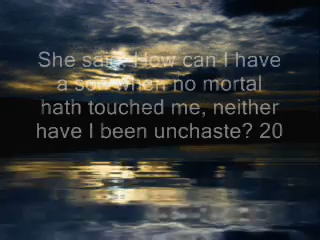 She said: How can I have
a son when no mortal
hath touched me, neither
have I been unchaste? 20